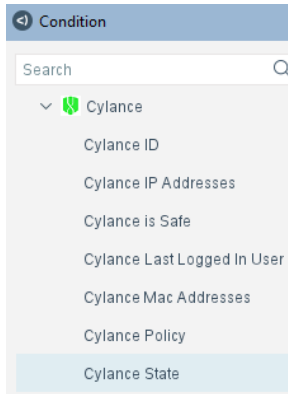 Condition
Search
Cylance
Cylance ID
Cylance IP Addresses
Cylance is Safe
Cylance Last Logged In User
Cylance Mac Addresses
Cylance Policy
Cylance State